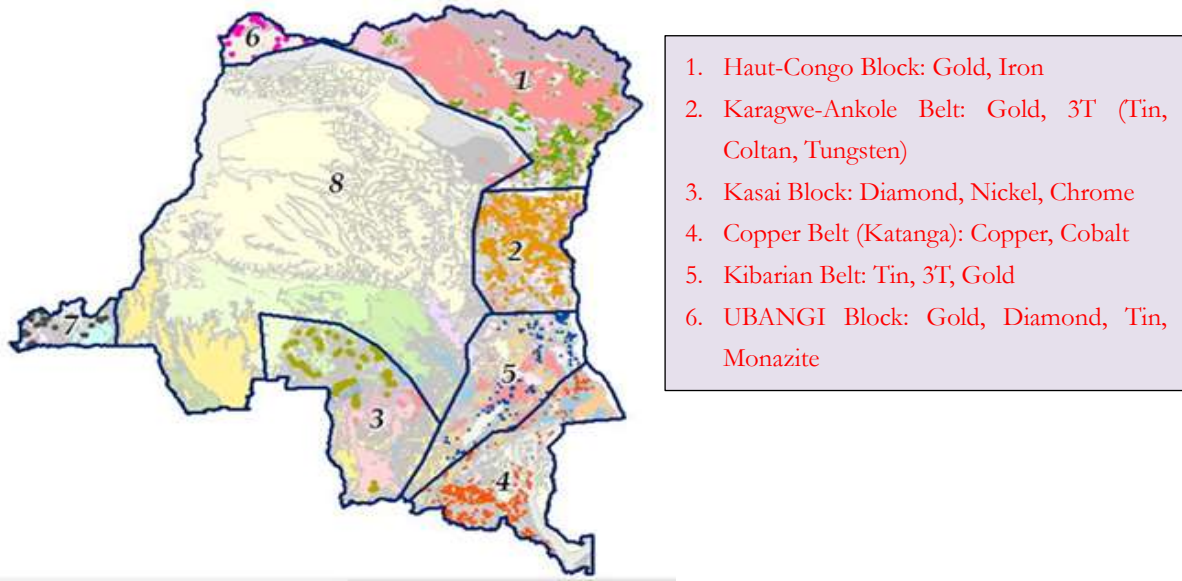 6
1
8
2
7
5
3
4
1. Haut-Congo Block: Gold, Iron
2. Karagwe-Ankole Belt: Gold, 3T (Tin,
Coltan, Tungsten)
3. Kasai Block: Diamond, Nickel, Chrome
4. Copper Belt (Katanga): Copper, Cobalt
5. Kibarian Belt: Tin, 3T, Gold
6. UBANGI Block: Gold, Diamond, Tin,
Monazite